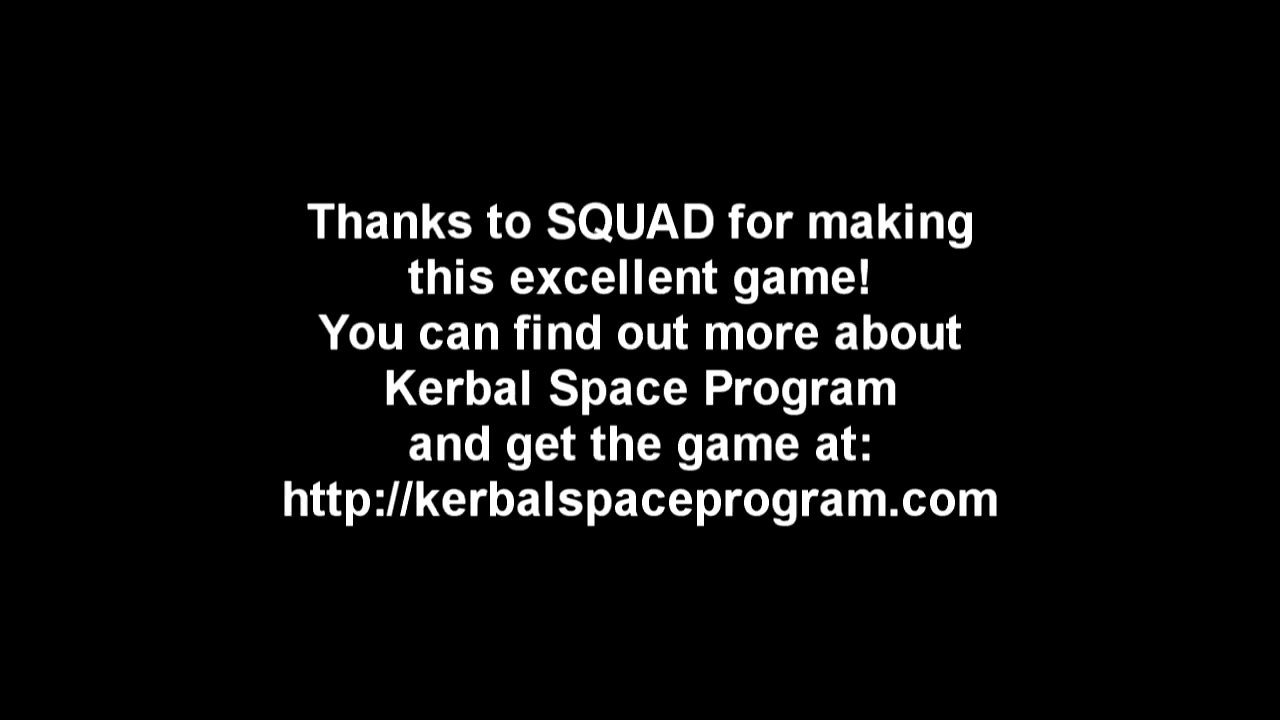 Thanks to SQUAD for making
this excellent game!
You can find out more about
Kerbal Space Program
and get the game at:
http://kerbalspaceprogram.com